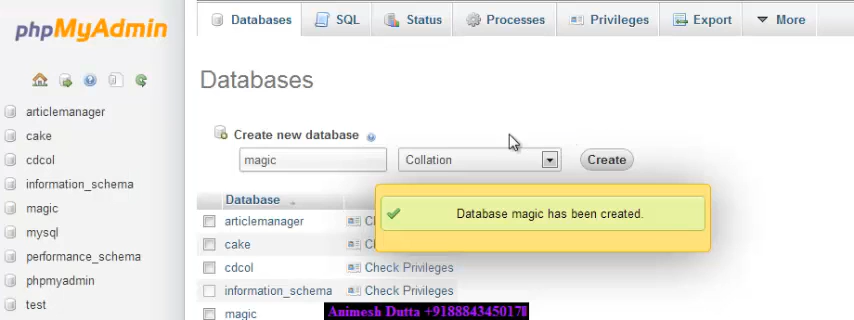 phpMyAdmin
Databases SQL Status Processes Privileges Export More
Databases
articlemanager
cake
cdcol
information_schema
magic
mysql
performance_schema
phpmyadmin
test
Create new database
magic Collation Create
Database
articlemanager
cake
cdcol Check Privileges
information_schema Check Privileges
magic
Database magic has been created.
Animesh Dutta